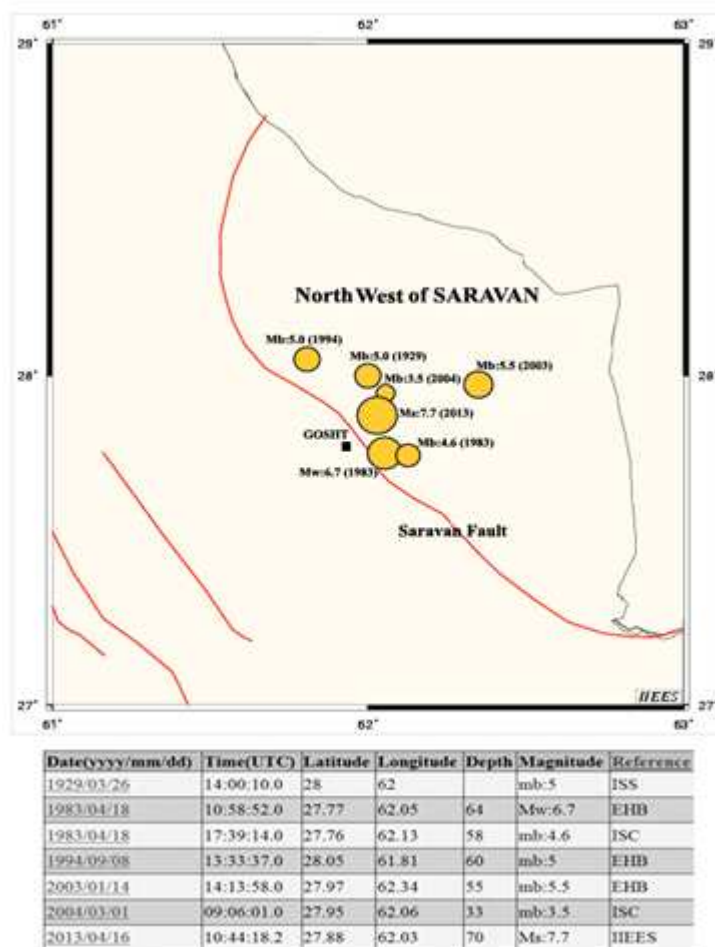 61° 62° 63°
29° 29°
North West of SARAVAN
Mb:5.0 (1994)
Mb:5.0 (1929)
Mb:5.5 (2003)
Mb:3.5 (2004)
28° 28°
Ms:7.7 (2013)
GOSHT
Mb:4.6 (1983)
Mw:6.7 (1983)
Saravan Fault
IIEES
27° 27°
61° 62° 63°
Date(yyyy/mm/dd) Time(UTC) Latitude Longitude Depth Magnitude Reference
1929/03/26 14:00:10.0 28 62 mb:5 ISS
1983/04/18 10:58:52.0 27.77 62.05 64 Mw:6.7 EHB
1983/04/18 17:39:14.0 27.76 62.13 58 mb:4.6 ISC
1994/09/08 13:33:37.0 28.05 61.81 60 mb:5 EHB
2003/01/14 14:13:58.0 27.97 62.34 55 mb:5.5 EHB
2004/03/01 09:06:01.0 27.95 62.06 33 mb:3.5 ISC
2013/04/16 10:44:18.2 27.88 62.03 70 Ms:7.7 IIEES